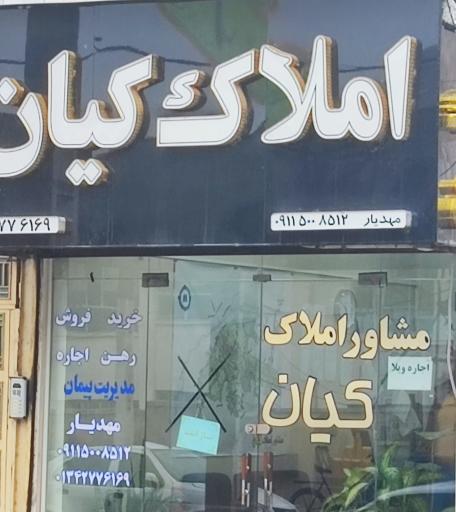 املاک کیان
مهدیار ۰۹۱۱۵۰۰۸۵۱۲
۷۷۶۱۶۹
خرید فروش
رهن اجاره
مدیریت پیمان
مهدیار
۰۹۱۱۵۰۰۸۵۱۲
۰۱۳۴۲۷۷۶۱۶۹
مشاور املاک
کیان
اجاره ویلا